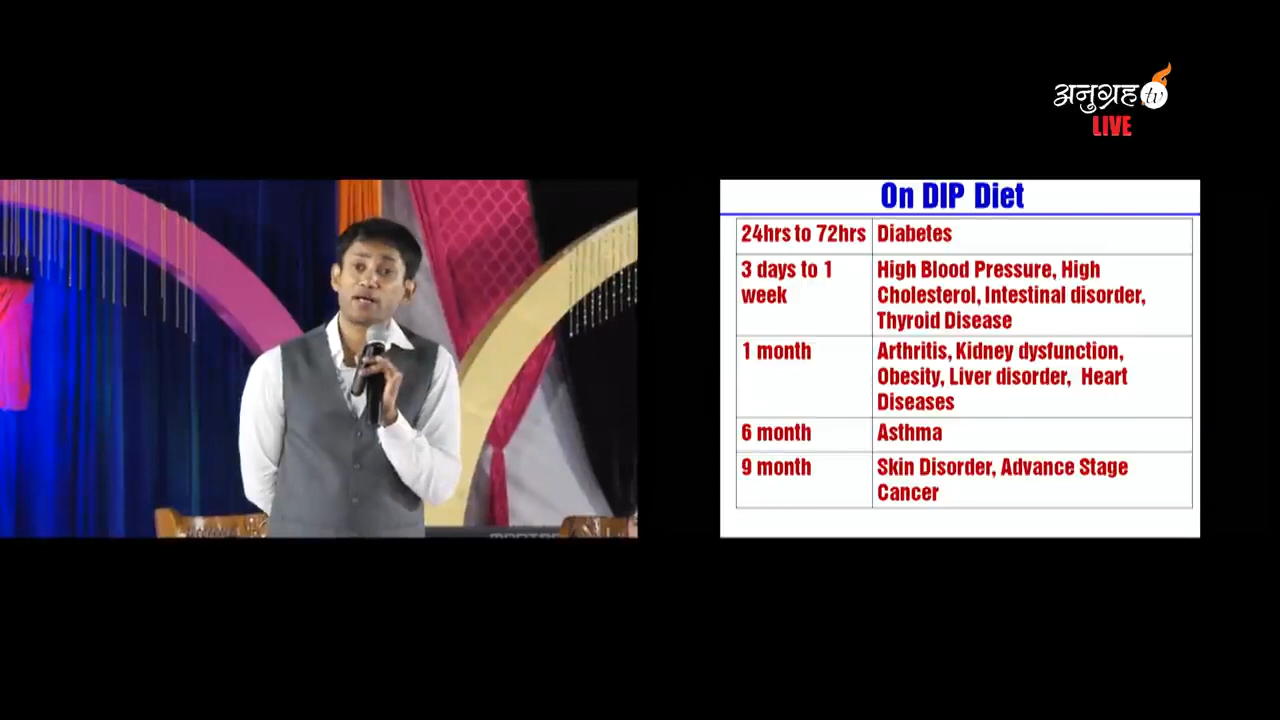 अनुग्रह tv
LIVE
On DIP Diet
24hrs to 72hrs Diabetes
3 days to 1 week High Blood Pressure, High
Cholesterol, Intestinal disorder,
Thyroid Disease
1 month Arthritis, Kidney dysfunction,
Obesity, Liver disorder, Heart
Diseases
6 month Asthma
9 month Skin Disorder, Advance Stage
Cancer